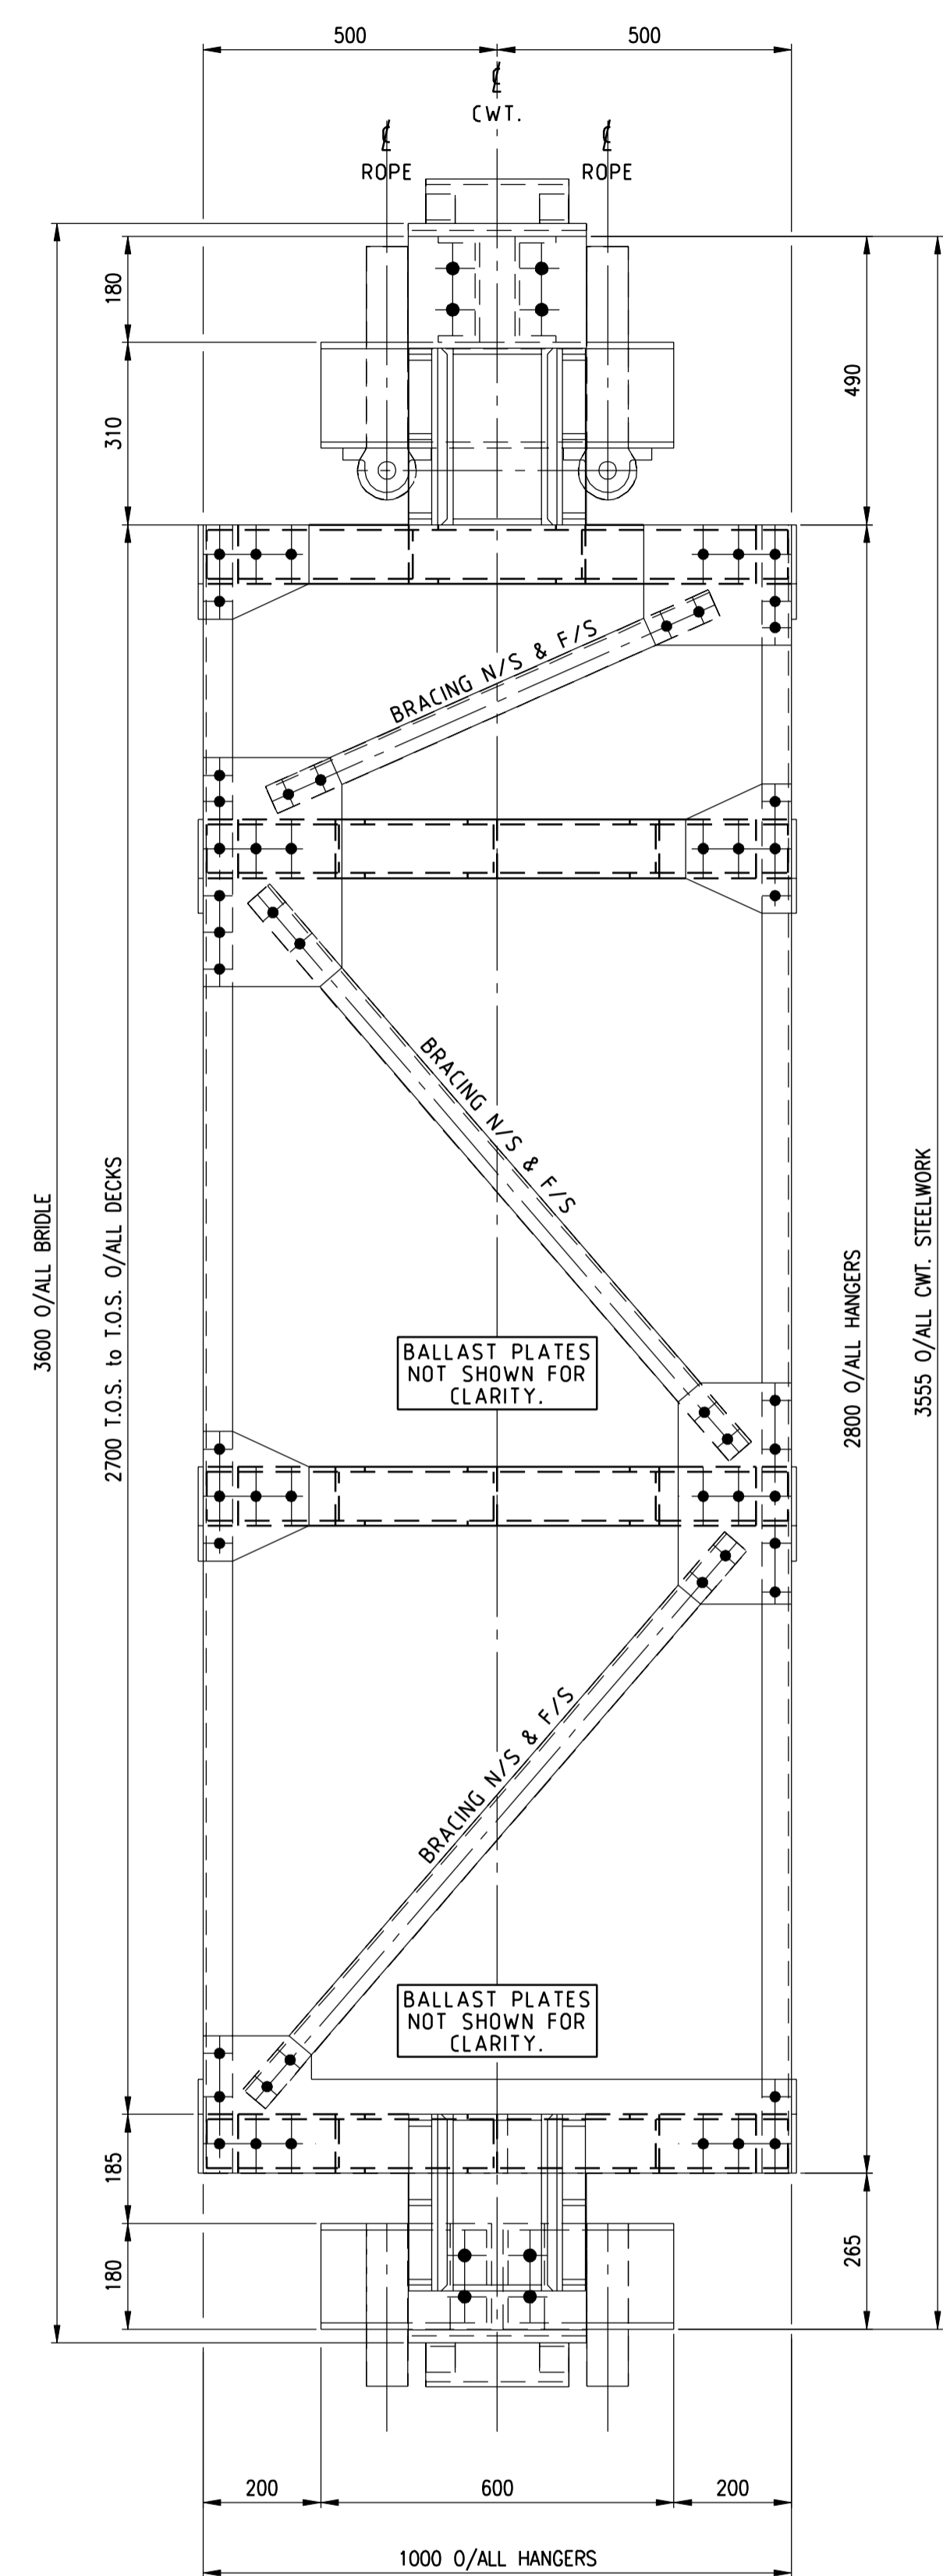 500
500
℄
CWT.
℄
ROPE
℄
ROPE
180
310
490
BRACING N/S & F/S
BRACING N/S & F/S
3600 O/ALL BRIDLE
2700 T.O.S. to T.O.S. O/ALL DECKS
2800 O/ALL HANGERS
3555 O/ALL CWT. STEELWORK
BALLAST PLATES
NOT SHOWN FOR
CLARITY.
BRACING N/S & F/S
BALLAST PLATES
NOT SHOWN FOR
CLARITY.
185
180
265
200
600
200
1000 O/ALL HANGERS